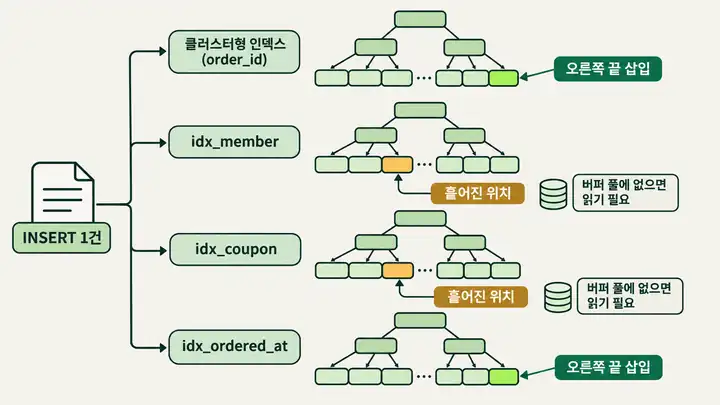 클러스터형 인덱스
(order_id)
오른쪽 끝 삽입
idx_member
흩어진 위치
버퍼 풀에 없으면
읽기 필요
INSERT 1건
idx_coupon
흩어진 위치
버퍼 풀에 없으면
읽기 필요
idx_ordered_at
오른쪽 끝 삽입